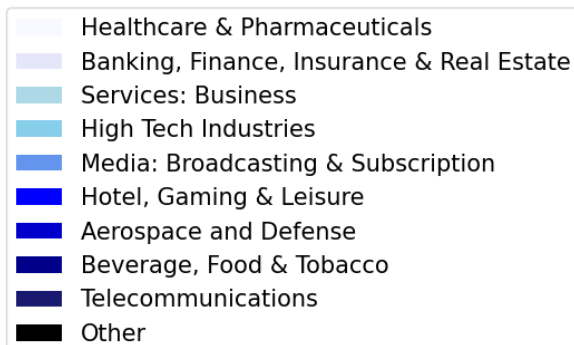 Healthcare & Pharmaceuticals
Banking, Finance, Insurance & Real Estate
Services: Business
High Tech Industries
Media: Broadcasting & Subscription
Hotel, Gaming & Leisure
Aerospace and Defense
Beverage, Food & Tobacco
Telecommunications
Other